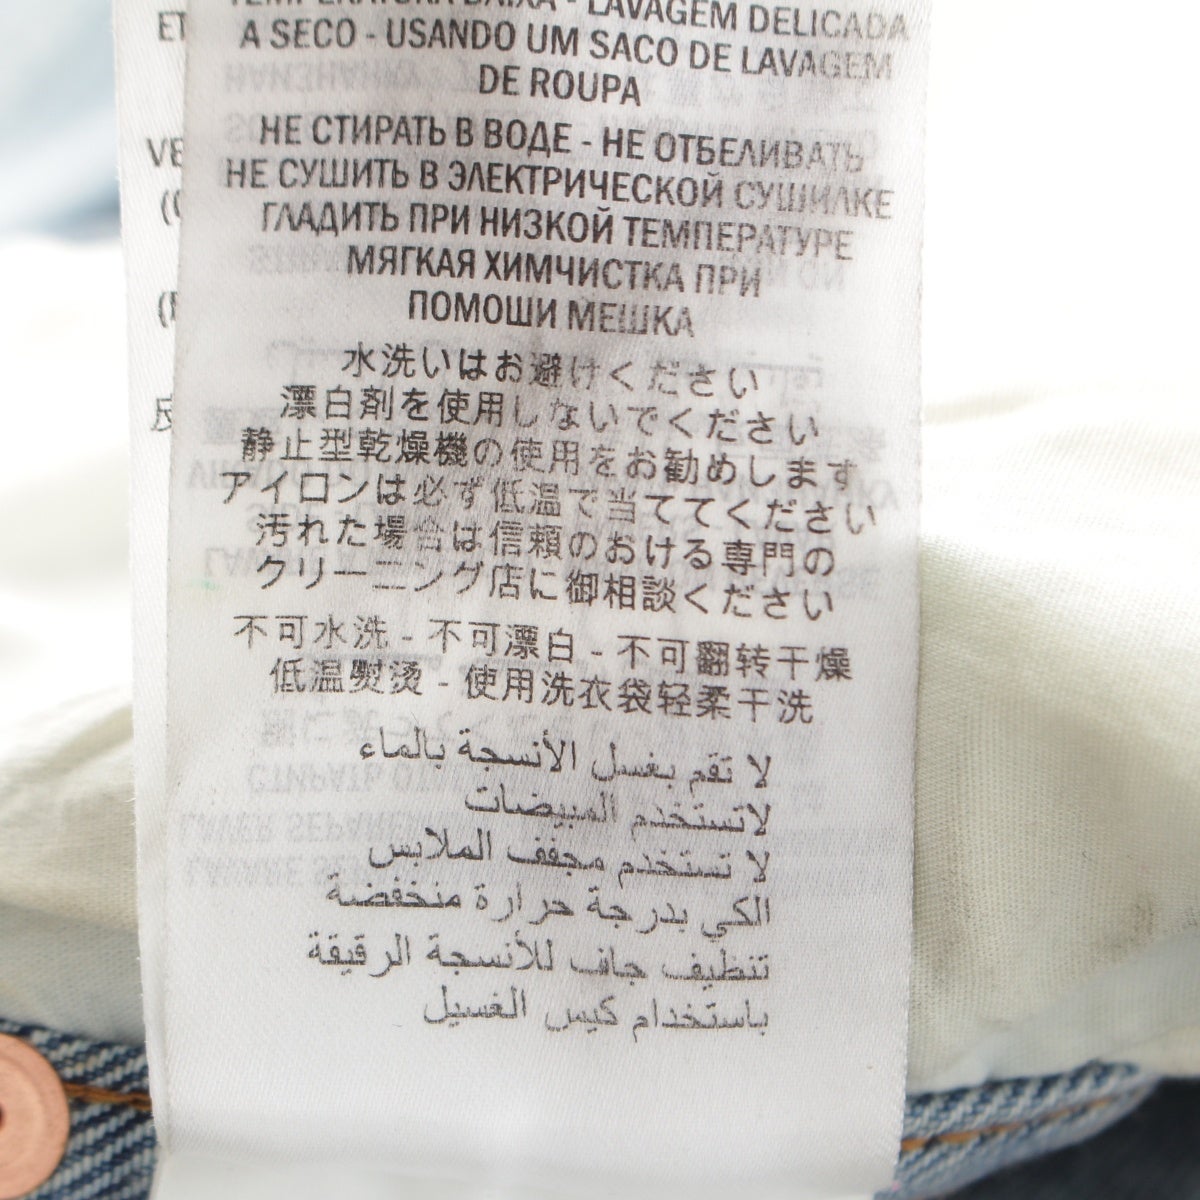 TEMPERATURA BAIXA - LAVAGEM DELICADA
A SECO - USANDO UM SACO DE LAVAGEM
DE ROUPA
НЕ СТИРАТЬ В ВОДЕ - НЕ ОТБЕЛИВАТЬ
НЕ СУШИТЬ В ЭЛЕКТРИЧЕСКОЙ СУШИЛКЕ
ГЛАДИТЬ ПРИ НИЗКОЙ ТЕМПЕРАТУРЕ
МЯГКАЯ ХИМЧИСТКА ПРИ
ПОМОШИ МЕШКА
水洗いはお避けください
漂白剤を使用しないでください
静止型乾燥機の使用をお勧めします
アイロンは必ず低温で当ててください
汚れた場合は信頼のおける専門の
クリーニング店に御相談ください
不可水洗 - 不可漂白 - 不可翻转干燥
低温熨烫 - 使用洗衣袋轻柔干洗
لا تقم بغسل الأنسجة بالماء
لاتستخدم المبيضات
لا تستخدم مجفف الملابس
الكي بدرجة حرارة منخفضة
تنظيف جاف للأنسجة الرقيقة
باستخدام كيس الغسيل